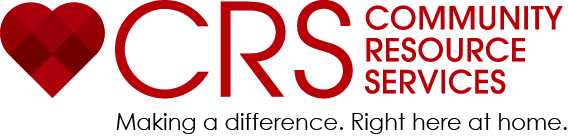 CRS
COMMUNITY
RESOURCE
SERVICES
Making a difference. Right here at home.